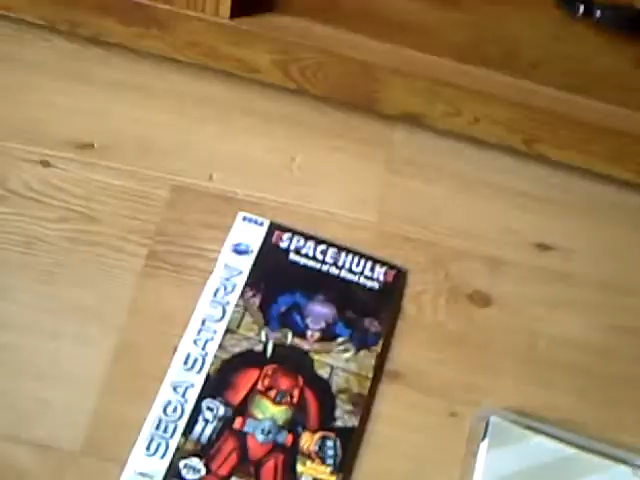 SEGA
SPACE HULK
Vengeance of the Blood Angels
SEGA SATURN